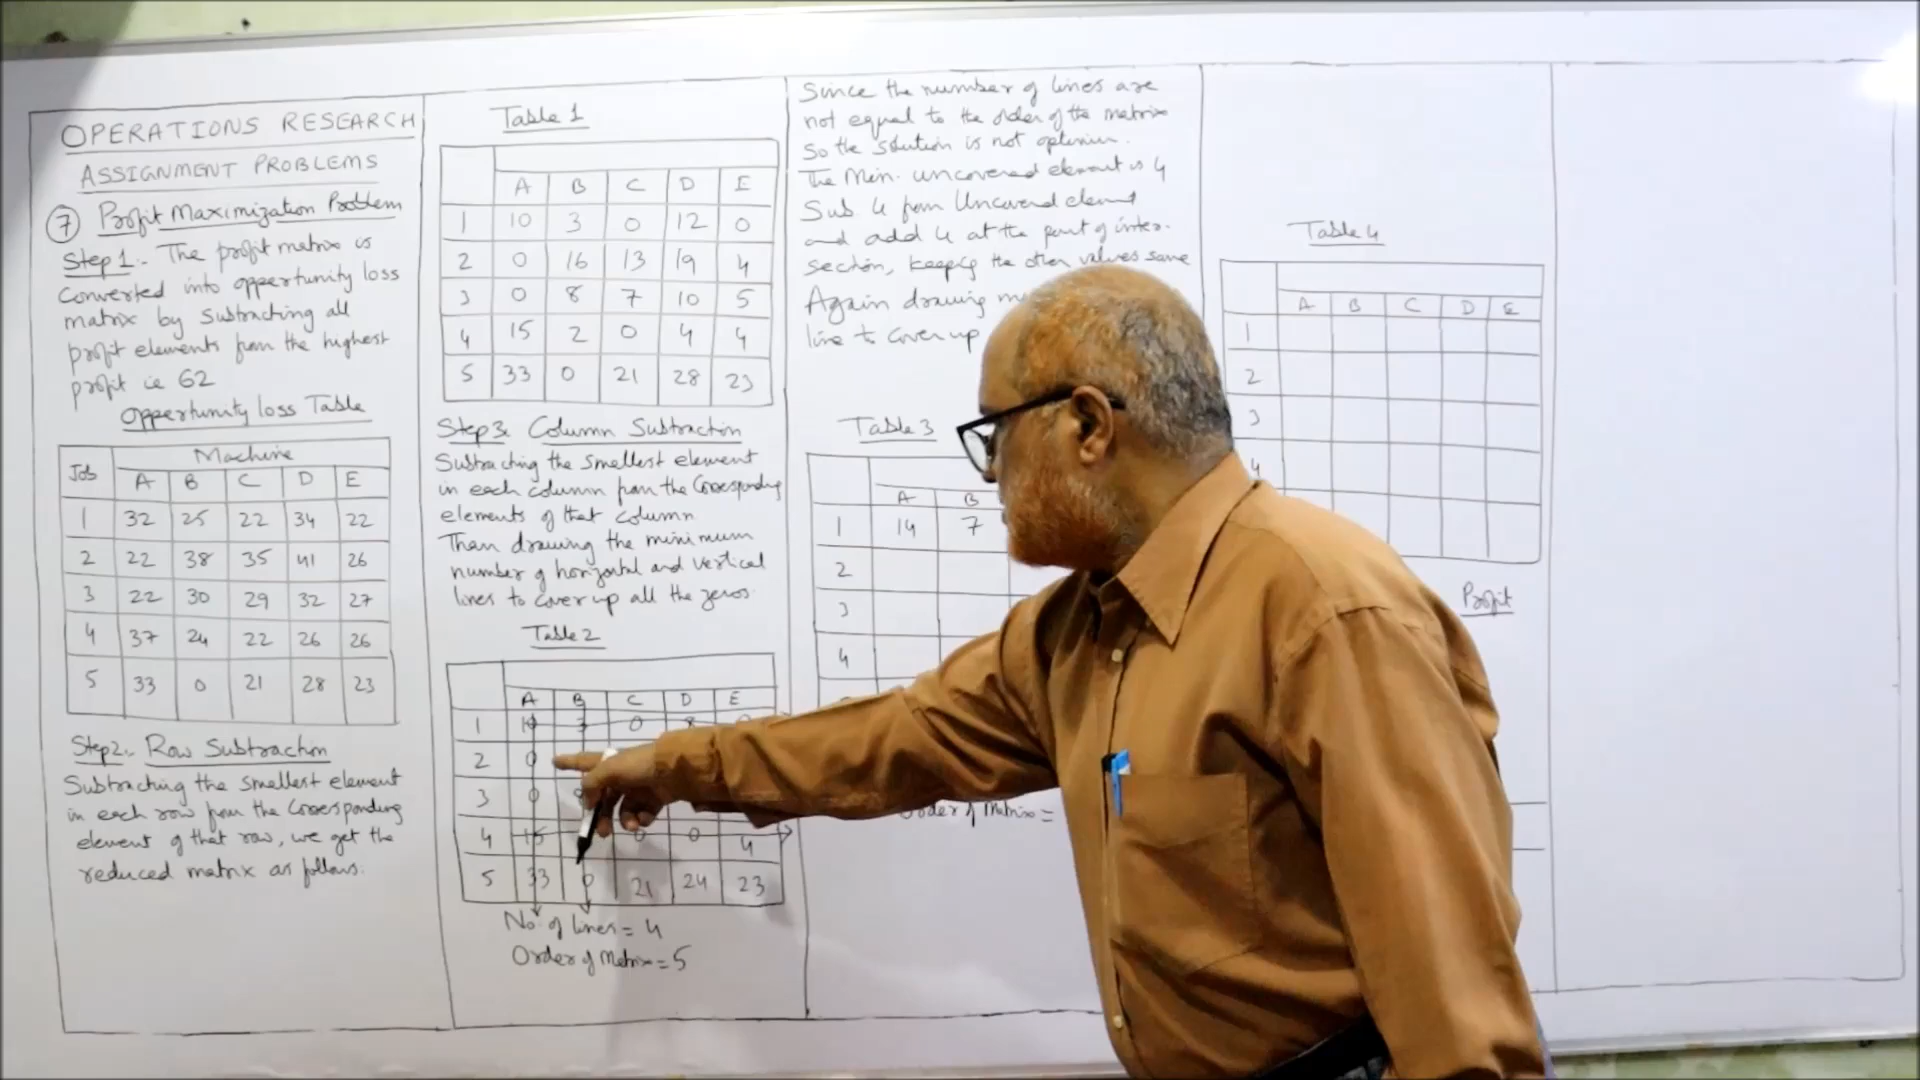 OPERATIONS RESEARCH
ASSIGNMENT PROBLEMS
7 Profit Maximization Problem
Step 1:- The profit matrix is
converted into oppertunity loss
matrix by subtracting all
profit elements from the highest
profit ie 62
Oppertunity loss Table
Job Machine
A B C D E
1 32 25 22 34 22
2 22 38 35 41 26
3 22 30 29 32 27
4 37 24 22 26 26
5 33 0 21 28 23
Step 2:- Row Subtraction
Subtracting the smallest element
in each row from the Corresponding
element of that row, we get the
reduced matrix as follows.
Table 1
A B C D E
1 10 3 0 12 0
2 0 16 13 19 4
3 0 8 7 10 5
4 15 2 0 4 4
5 33 0 21 28 23
Step 3. Column Subtraction
Subtracting the smallest element
in each column from the Corresponding
elements of that column
Than drawing the minimum
number of horizontal and vertical
lines to cover up all the zeros.
Table 2
A B C D E
1 10 3 0 8
2 0
3 0
4 15 0 0 4
5 33 0 21 24 23
No. of lines = 4
Order of Matrix = 5
Since the number of lines are
not equal to the order of the matrix
so the solution is not optimum.
The Min. uncovered element is 4
Sub 4 from Uncovered element
and add 4 at the point of inter-
section, keeping the other values same
Again drawing
line to cover up
Table 3
A B
1 14 7
2
3
4
Order of Matrix =
Table 4
A B C D E
1
2
3
4
Profit